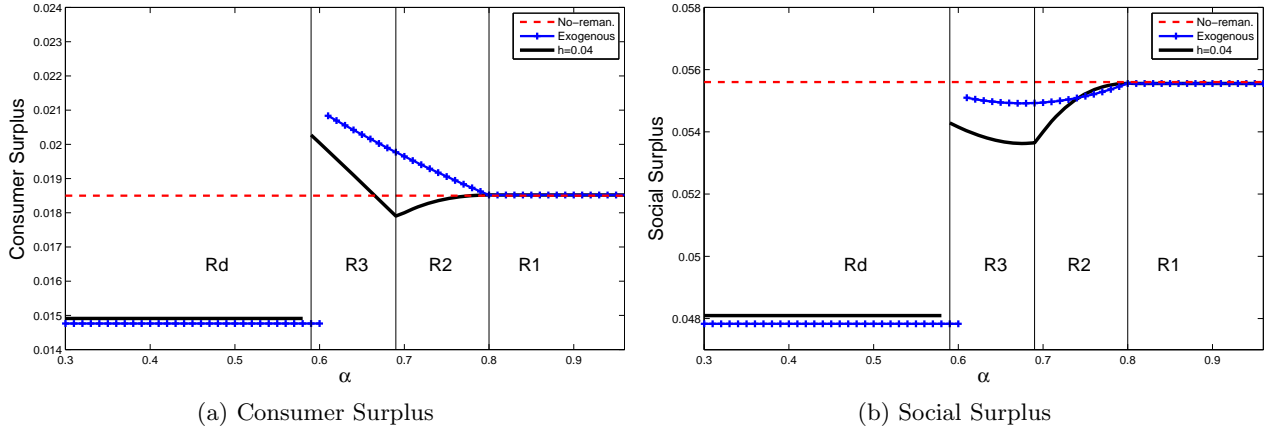 0.024
0.023
0.022
0.021
0.02
0.019
0.018
0.017
0.016
0.015
0.014
Consumer Surplus
No−reman.
Exogenous
h=0.04
Rd
R3
R2
R1
0.3
0.4
0.5
0.6
0.7
0.8
0.9
α
(a) Consumer Surplus
0.058
0.056
0.054
0.052
0.05
0.048
Social Surplus
No−reman.
Exogenous
h=0.04
Rd
R3
R2
R1
0.3
0.4
0.5
0.6
0.7
0.8
0.9
α
(b) Social Surplus